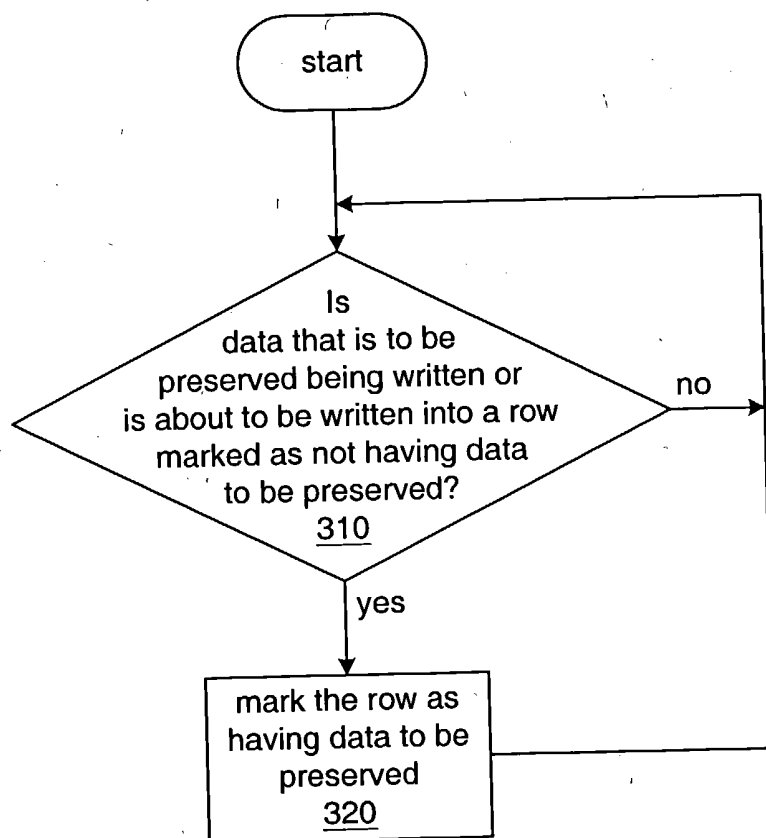 start
Is
data that is to be
preserved being written or
is about to be written into a row
marked as not having data
to be preserved?
310
no
yes
mark the row as
having data to be
preserved
320